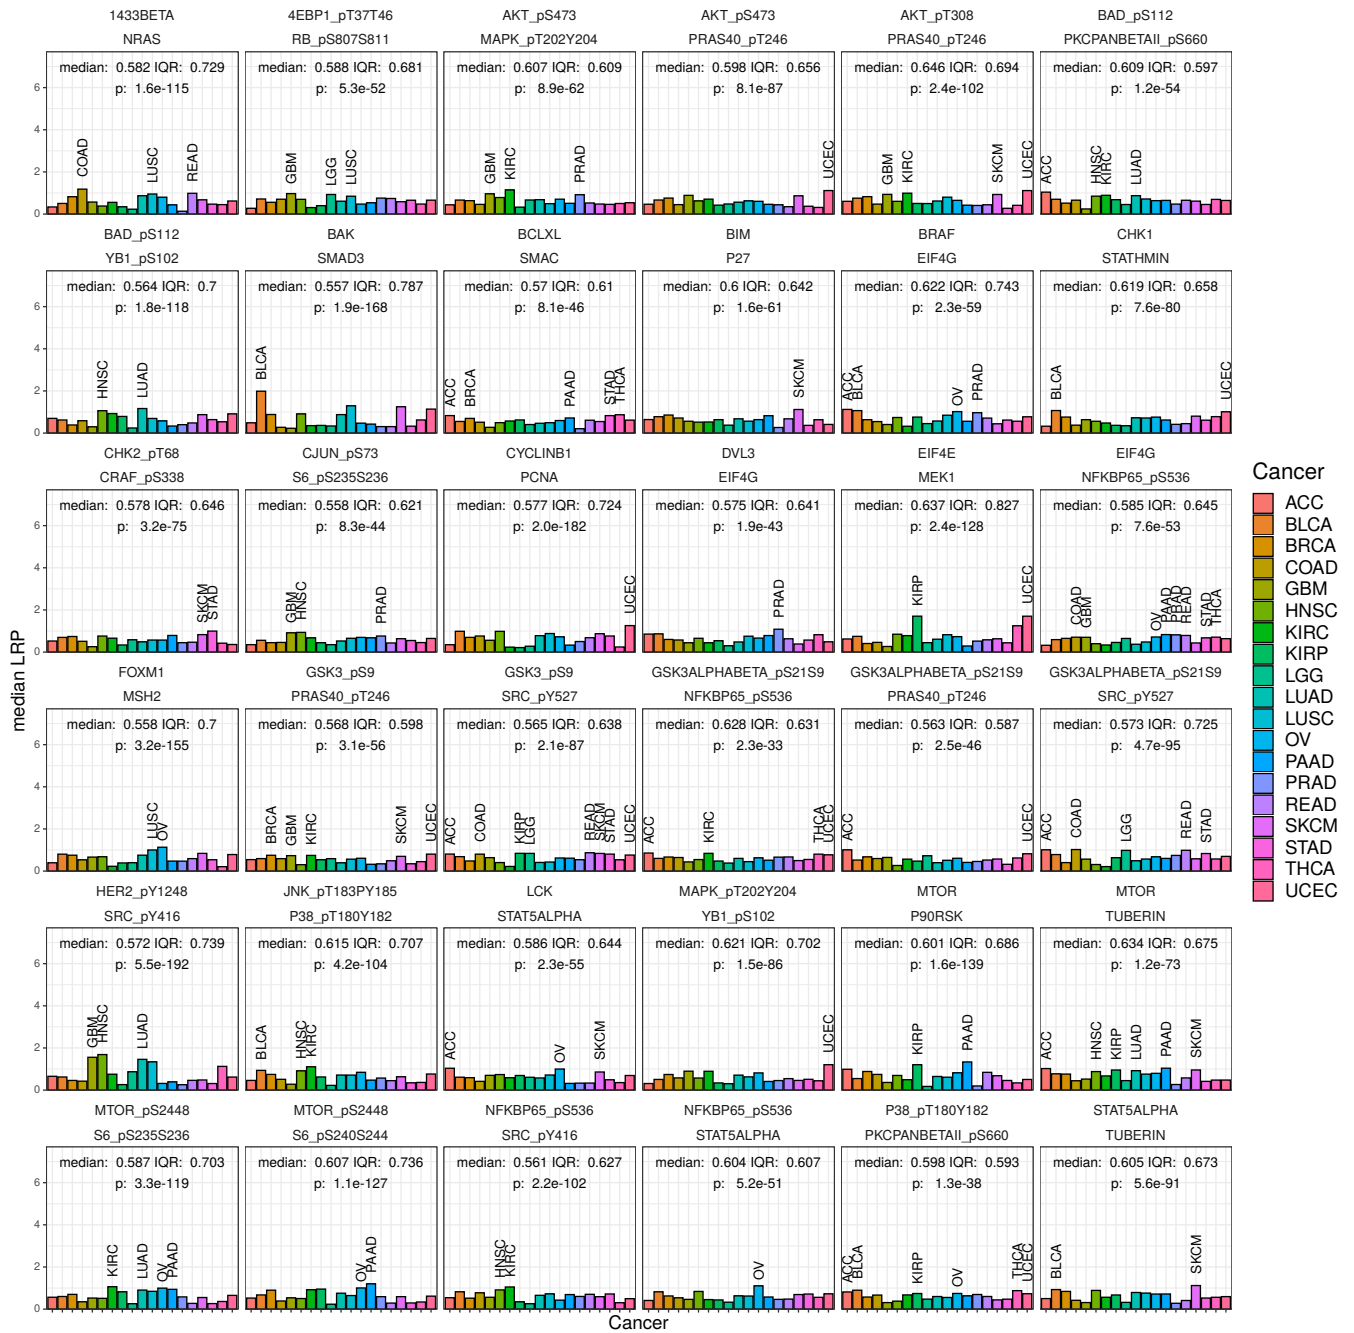 1433BETA 4EBP1_pT37T46 AKT_pS473 AKT_pS473 AKT_pT308 BAD_pS112
NRAS RB_pS807S811 MAPK_pT202Y204 PRAS40_pT246 PRAS40_pT246 PKCPANBETAII_pS660
median: 0.582 IQR: 0.729 median: 0.588 IQR: 0.681 median: 0.607 IQR: 0.609 median: 0.598 IQR: 0.656 median: 0.646 IQR: 0.694 median: 0.609 IQR: 0.597
p: 1.6e-115 p: 5.3e-52 p: 8.9e-62 p: 8.1e-87 p: 2.4e-102 p: 1.2e-54
6
4
2
0
COAD LUSC READ GBM LGG LUSC GBM KIRC PRAD UCEC GBM KIRC SKCM UCEC ACC HNSC KIRC LUAD
BAD_pS112 BAK BCLXL BIM BRAF CHK1
YB1_pS102 SMAD3 SMAC P27 EIF4G STATHMIN
median: 0.564 IQR: 0.7 median: 0.557 IQR: 0.787 median: 0.57 IQR: 0.61 median: 0.6 IQR: 0.642 median: 0.622 IQR: 0.743 median: 0.619 IQR: 0.658
p: 1.8e-118 p: 1.9e-168 p: 8.1e-46 p: 1.6e-61 p: 2.3e-59 p: 7.6e-80
6
4
2
0
HNSC LUAD BLCA ACC BRCA PAAD STAD THCA SKCM ACC BLCA OV PRAD BLCA UCEC
CHK2_pT68 CJUN_pS73 CYCLINB1 DVL3 EIF4E EIF4G
CRAF_pS338 S6_pS235S236 PCNA EIF4G MEK1 NFKBP65_pS536
median: 0.578 IQR: 0.646 median: 0.558 IQR: 0.621 median: 0.577 IQR: 0.724 median: 0.575 IQR: 0.641 median: 0.637 IQR: 0.827 median: 0.585 IQR: 0.645
p: 3.2e-75 p: 8.3e-44 p: 2.0e-182 p: 1.9e-43 p: 2.4e-128 p: 7.6e-53
6
4
2
0
SKCM STAD GBM HNSC PRAD UCEC PRAD KIRP UCEC COAD GBM OV PAAD PRAD READ STAD THCA
median LRP
FOXM1 GSK3_pS9 GSK3_pS9 GSK3ALPHABETA_pS21S9 GSK3ALPHABETA_pS21S9 GSK3ALPHABETA_pS21S9
MSH2 PRAS40_pT246 SRC_pY527 NFKBP65_pS536 PRAS40_pT246 SRC_pY527
median: 0.558 IQR: 0.7 median: 0.568 IQR: 0.598 median: 0.565 IQR: 0.638 median: 0.628 IQR: 0.631 median: 0.563 IQR: 0.587 median: 0.573 IQR: 0.725
p: 3.2e-155 p: 3.1e-56 p: 2.1e-87 p: 2.3e-33 p: 2.5e-46 p: 4.7e-95
6
4
2
0
LUSC OV BRCA GBM KIRC SKCM UCEC ACC COAD KIRP LGG READ SKCM STAD UCEC ACC KIRC THCA UCEC ACC UCEC ACC COAD LGG READ STAD
HER2_pY1248 JNK_pT183PY185 LCK MAPK_pT202Y204 MTOR MTOR
SRC_pY416 P38_pT180Y182 STAT5ALPHA YB1_pS102 P90RSK TUBERIN
median: 0.572 IQR: 0.739 median: 0.615 IQR: 0.707 median: 0.586 IQR: 0.644 median: 0.621 IQR: 0.702 median: 0.601 IQR: 0.686 median: 0.634 IQR: 0.675
p: 5.5e-192 p: 4.2e-104 p: 2.3e-55 p: 1.5e-86 p: 1.6e-139 p: 1.2e-73
6
4
2
0
GBM HNSC LUAD BLCA HNSC KIRC ACC OV SKCM UCEC KIRP PAAD ACC HNSC KIRP LUAD PAAD SKCM
MTOR_pS2448 MTOR_pS2448 NFKBP65_pS536 NFKBP65_pS536 P38_pT180Y182 STAT5ALPHA
S6_pS235S236 S6_pS240S244 SRC_pY416 STAT5ALPHA PKCPANBETAII_pS660 TUBERIN
median: 0.587 IQR: 0.703 median: 0.607 IQR: 0.736 median: 0.561 IQR: 0.627 median: 0.604 IQR: 0.607 median: 0.598 IQR: 0.593 median: 0.605 IQR: 0.673
p: 3.3e-119 p: 1.1e-127 p: 2.2e-102 p: 5.2e-51 p: 1.3e-38 p: 5.6e-91
6
4
2
0
KIRC LUAD OV PAAD OV PAAD HNSC KIRC OV ACC BLCA KIRP OV THCA UCEC BLCA SKCM
Cancer
Cancer
ACC
BLCA
BRCA
COAD
GBM
HNSC
KIRC
KIRP
LGG
LUAD
LUSC
OV
PAAD
PRAD
READ
SKCM
STAD
THCA
UCEC